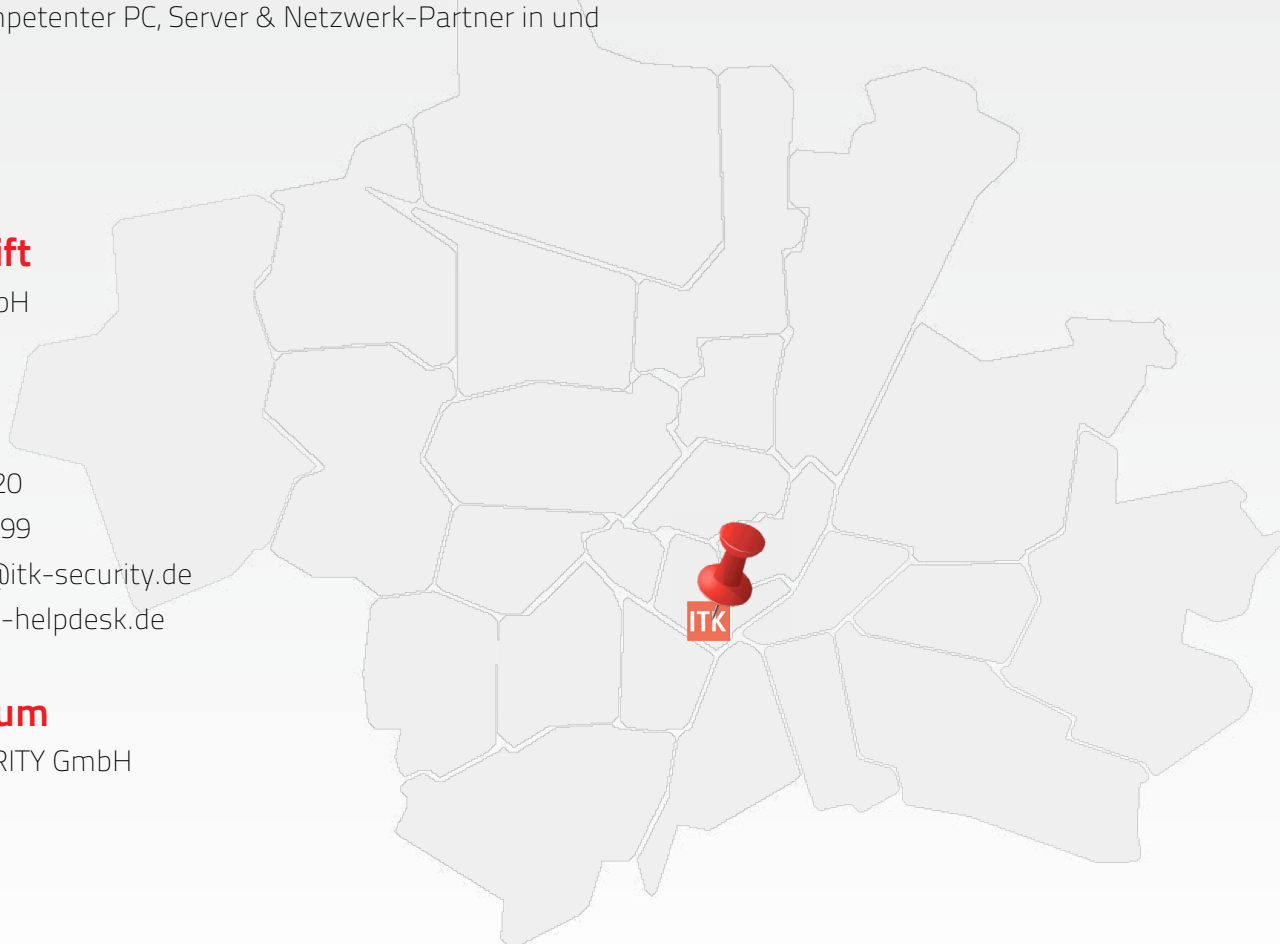 npetenter PC, Server & Netzwerk-Partner in und
ift
bH
20
99
@itk-security.de
-helpdesk.de
ITK
um
RITY GmbH